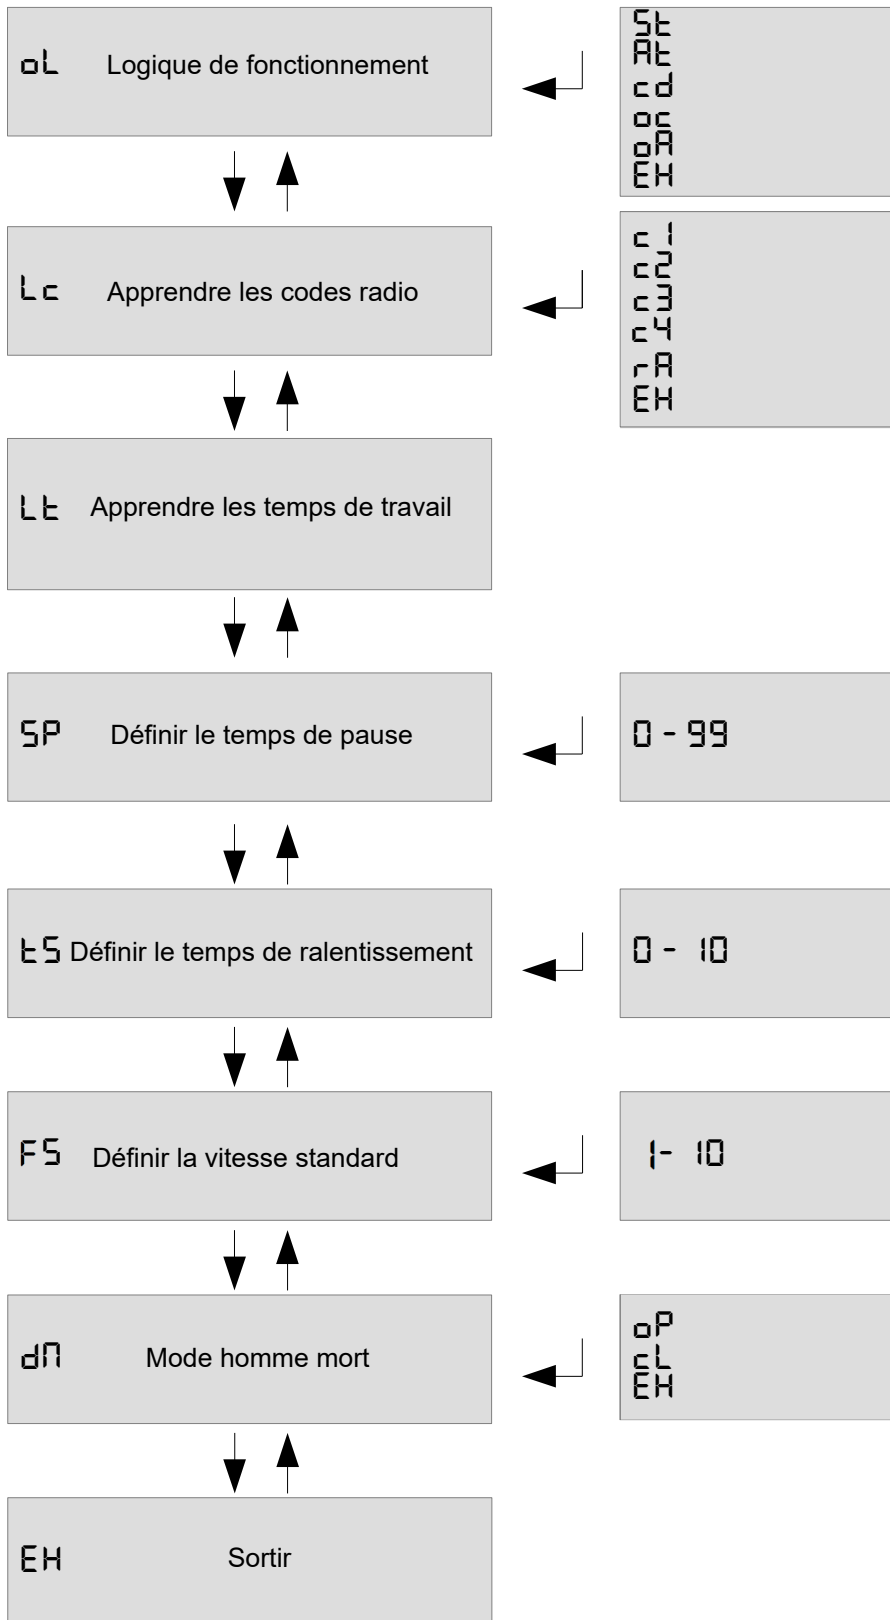 oL Logique de fonctionnement
St
At
cd
oc
oA
EH
Lc Apprendre les codes radio
c1
c2
c3
c4
rA
EH
Lt Apprendre les temps de travail
SP Définir le temps de pause
0 - 99
tS Définir le temps de ralentissement
0 - 10
FS Définir la vitesse standard
1- 10
dM Mode homme mort
oP
cL
EH
EH Sortir